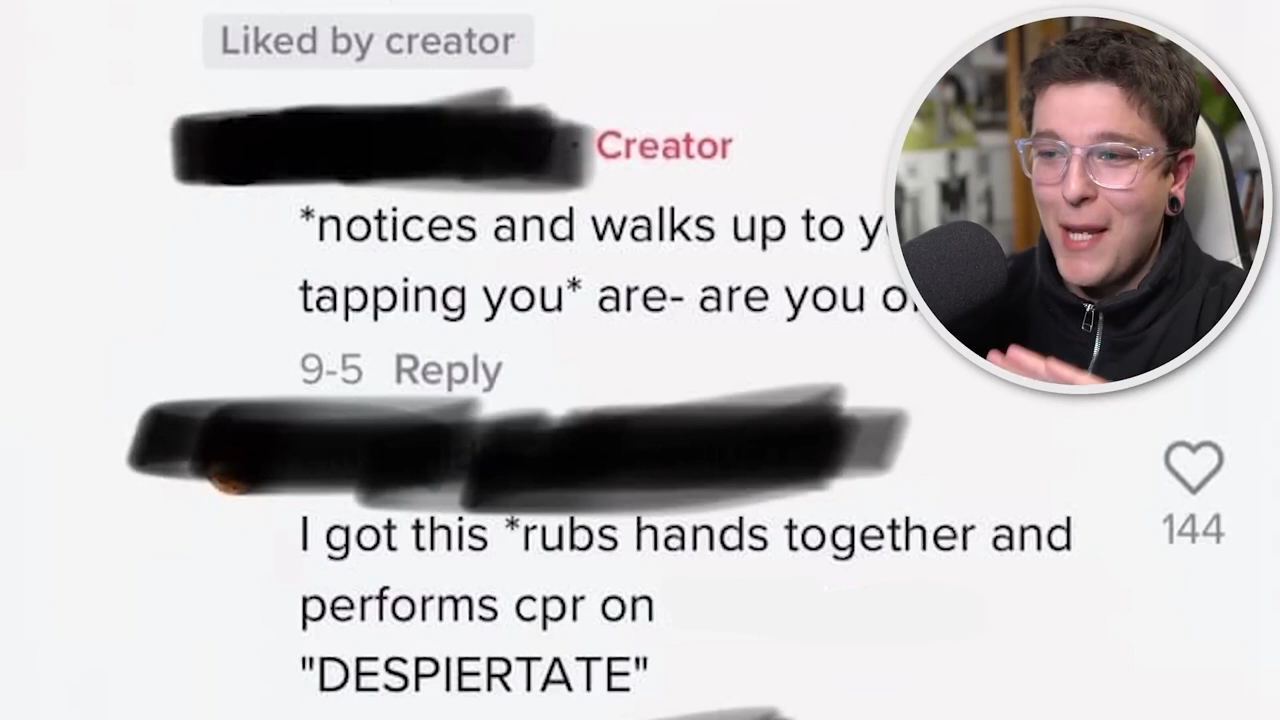 Liked by creator
Creator
*notices and walks up to
tapping you* are- are you
9-5 Reply
I got this *rubs hands together and
144
performs cpr on
"DESPIERTATE"